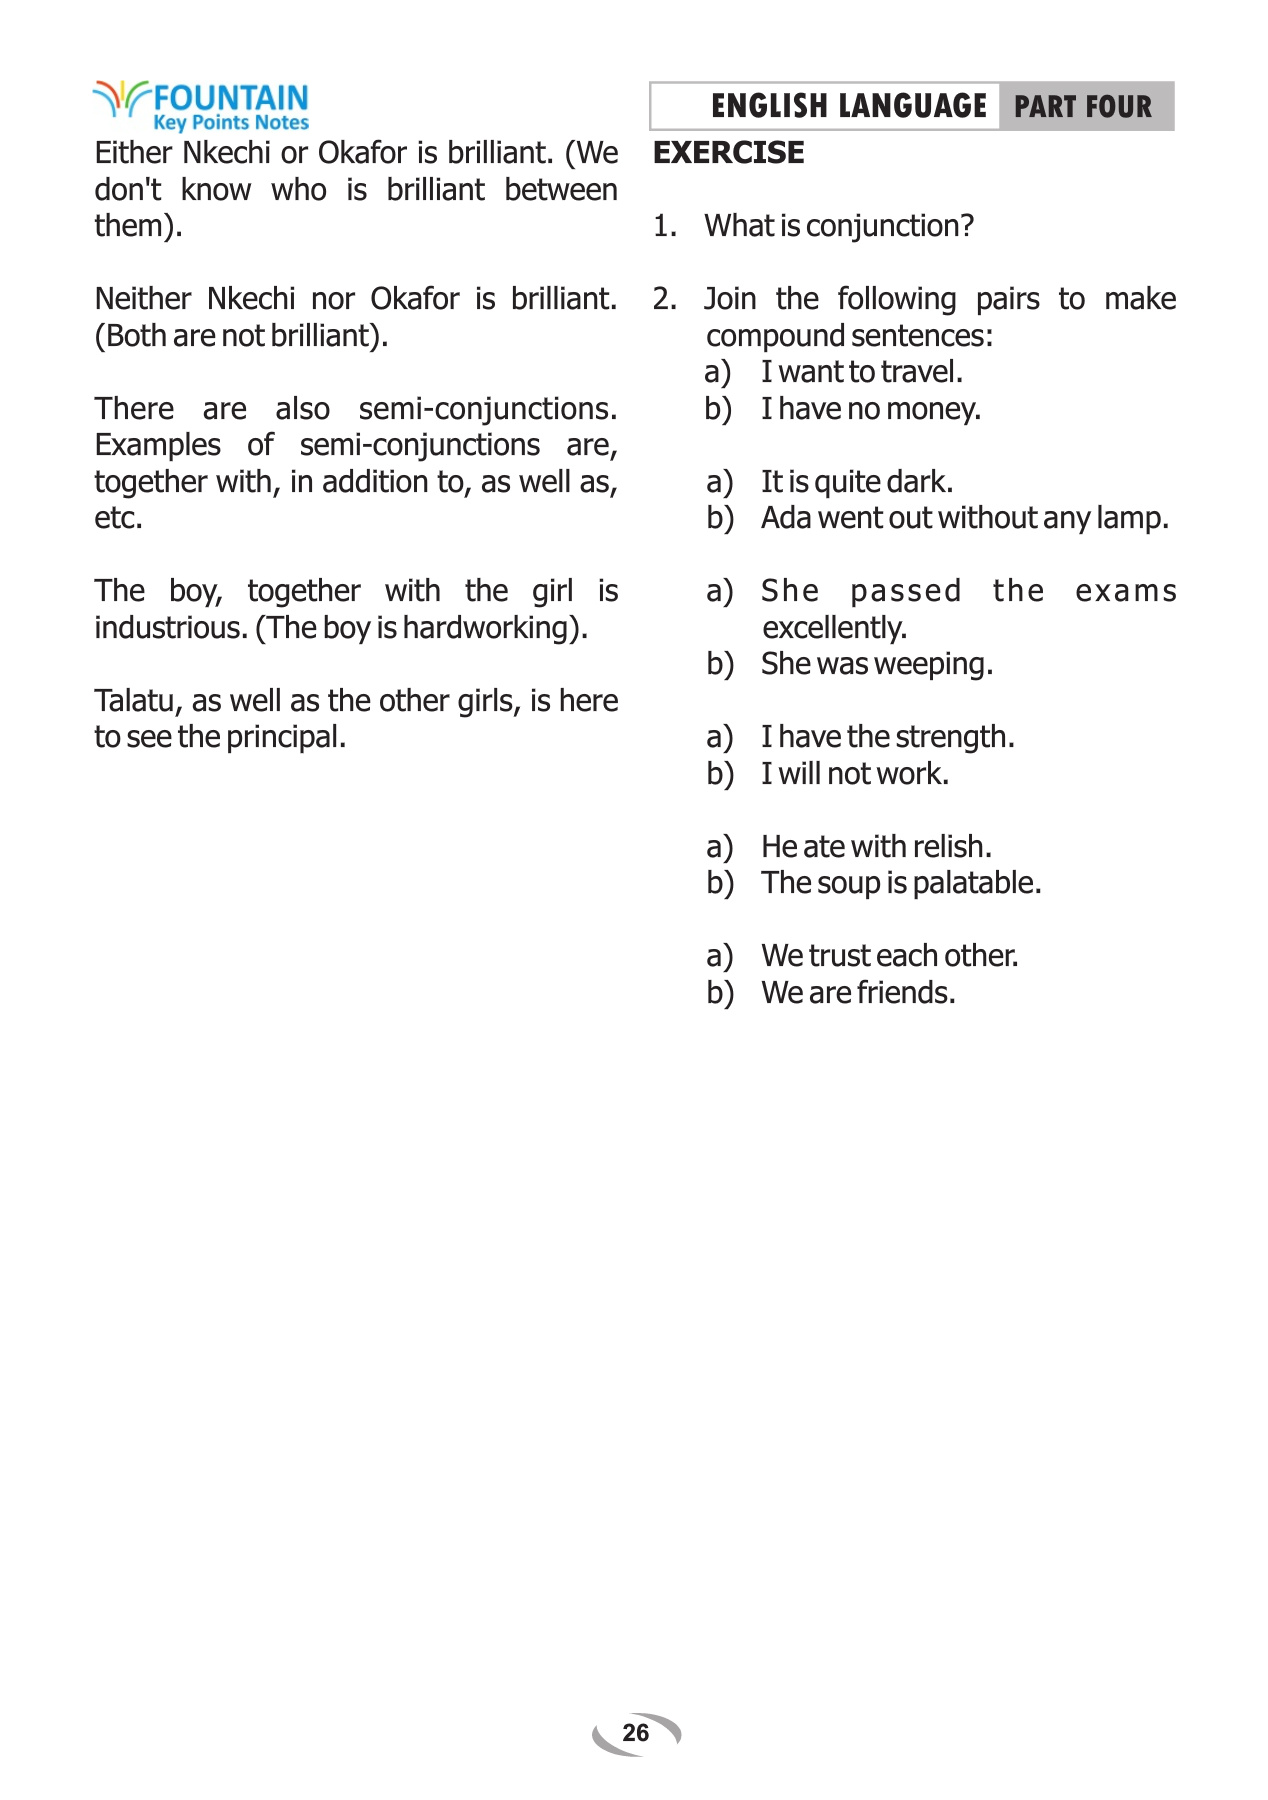 FOUNTAIN
Key Points Notes
ENGLISH LANGUAGE PART FOUR
Either Nkechi or Okafor is brilliant. (We
don't know who is brilliant between
them).
Neither Nkechi nor Okafor is brilliant.
(Both are not brilliant).
There are also semi-conjunctions.
Examples of semi-conjunctions are,
together with, in addition to, as well as,
etc.
The boy, together with the girl is
industrious. (The boy is hardworking).
Talatu, as well as the other girls, is here
to see the principal.
EXERCISE
1. What is conjunction?
2. Join the following pairs to make
compound sentences:
a) I want to travel.
b) I have no money.
a) It is quite dark.
b) Ada went out without any lamp.
a) She passed the exams
excellently.
b) She was weeping.
a) I have the strength.
b) I will not work.
a) He ate with relish.
b) The soup is palatable.
a) We trust each other.
b) We are friends.
26